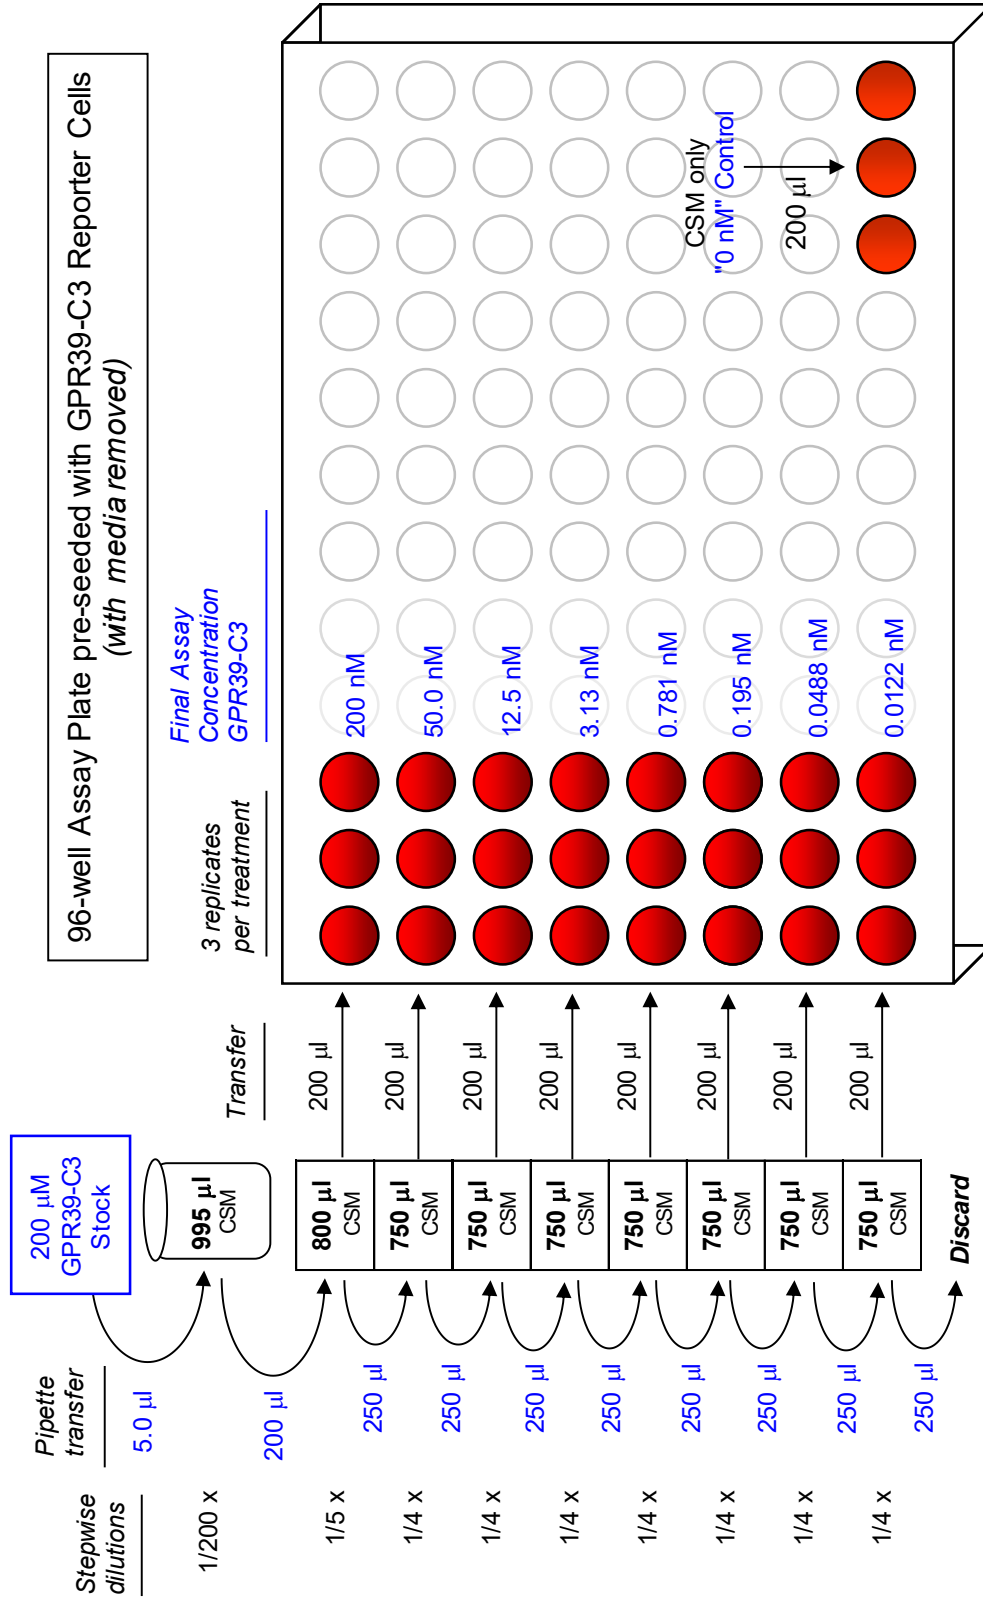 96-well Assay Plate pre-seeded with GPR39-C3 Reporter Cells
(with media removed)
Stepwise
dilutions
Pipette
transfer
200 µM
GPR39-C3
Stock
Transfer
3 replicates
per treatment
Final Assay
Concentration
GPR39-C3
5.0 µl
1/200 x
995 µl
CSM
200 µl
1/5 x
800 µl
CSM
200 µl
200 nM
250 µl
1/4 x
750 µl
CSM
200 µl
50.0 nM
250 µl
1/4 x
750 µl
CSM
200 µl
12.5 nM
250 µl
1/4 x
750 µl
CSM
200 µl
3.13 nM
250 µl
1/4 x
750 µl
CSM
200 µl
0.781 nM
250 µl
1/4 x
750 µl
CSM
200 µl
0.195 nM
250 µl
1/4 x
750 µl
CSM
200 µl
0.0488 nM
250 µl
1/4 x
750 µl
CSM
200 µl
0.0122 nM
250 µl
Discard
CSM only
"0 nM" Control
200 µl